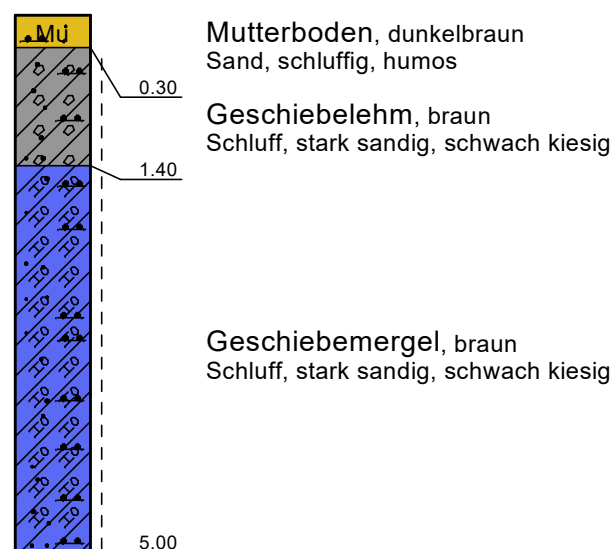 Mu
Mutterboden, dunkelbraun
Sand, schluffig, humos
0.30
Geschiebelehm, braun
Schluff, stark sandig, schwach kiesig
1.40
Geschiebemergel, braun
Schluff, stark sandig, schwach kiesig
5.00